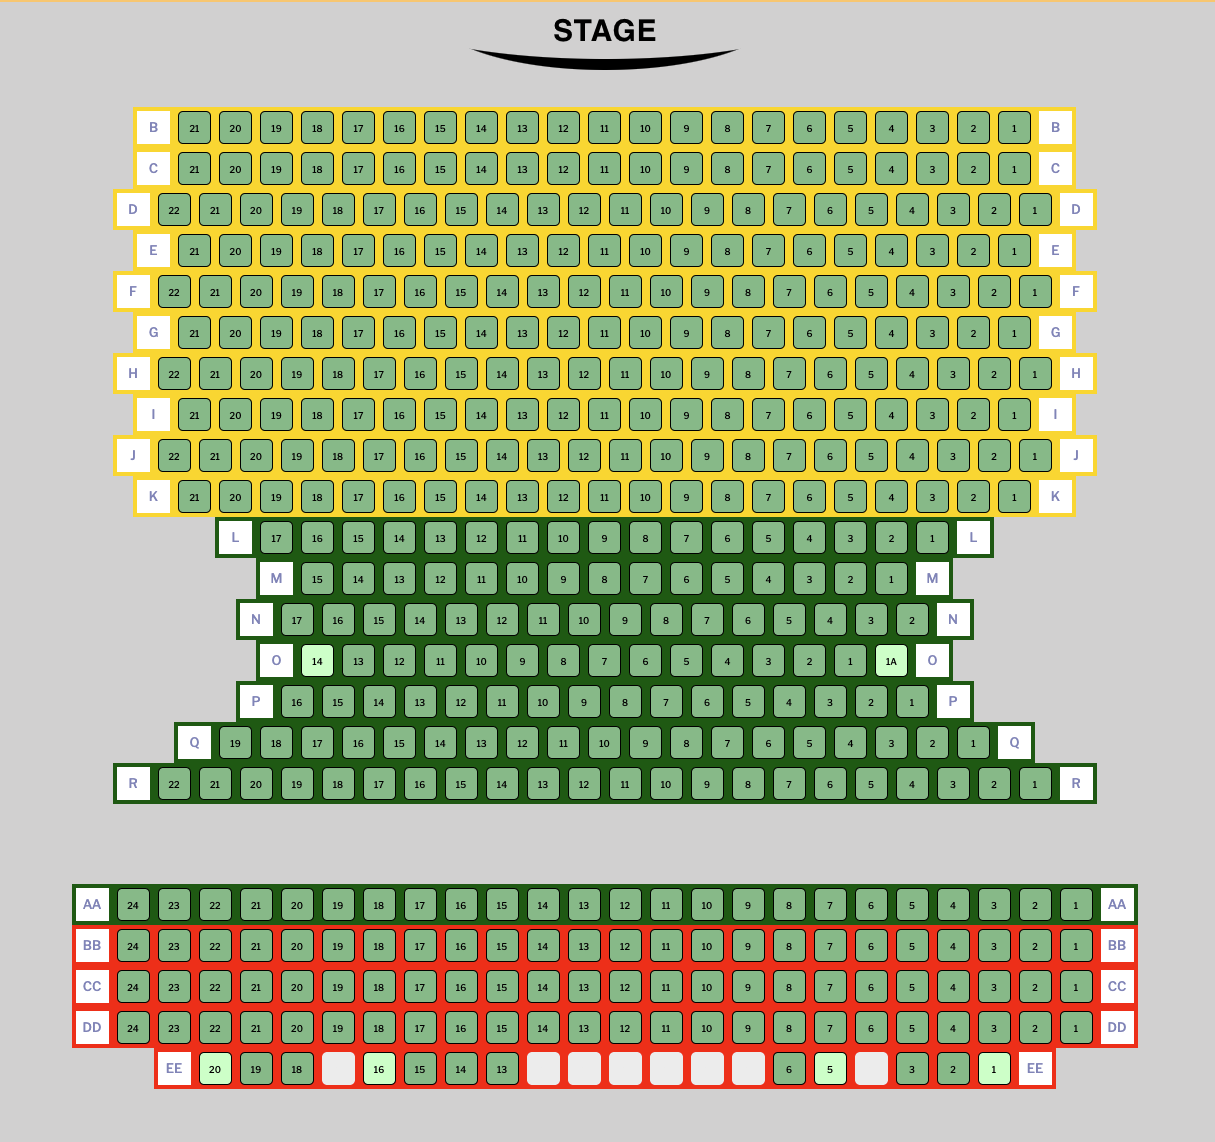 STAGE
B 21 20 19 18 17 16 15 14 13 12 11 10 9 8 7 6 5 4 3 2 1 B
C 21 20 19 18 17 16 15 14 13 12 11 10 9 8 7 6 5 4 3 2 1 C
D 22 21 20 19 18 17 16 15 14 13 12 11 10 9 8 7 6 5 4 3 2 1 D
E 21 20 19 18 17 16 15 14 13 12 11 10 9 8 7 6 5 4 3 2 1 E
F 22 21 20 19 18 17 16 15 14 13 12 11 10 9 8 7 6 5 4 3 2 1 F
G 21 20 19 18 17 16 15 14 13 12 11 10 9 8 7 6 5 4 3 2 1 G
H 22 21 20 19 18 17 16 15 14 13 12 11 10 9 8 7 6 5 4 3 2 1 H
I 21 20 19 18 17 16 15 14 13 12 11 10 9 8 7 6 5 4 3 2 1 I
J 22 21 20 19 18 17 16 15 14 13 12 11 10 9 8 7 6 5 4 3 2 1 J
K 21 20 19 18 17 16 15 14 13 12 11 10 9 8 7 6 5 4 3 2 1 K
L 17 16 15 14 13 12 11 10 9 8 7 6 5 4 3 2 1 L
M 15 14 13 12 11 10 9 8 7 6 5 4 3 2 1 M
N 17 16 15 14 13 12 11 10 9 8 7 6 5 4 3 2 N
O 14 13 12 11 10 9 8 7 6 5 4 3 2 1 1A O
P 16 15 14 13 12 11 10 9 8 7 6 5 4 3 2 1 P
Q 19 18 17 16 15 14 13 12 11 10 9 8 7 6 5 4 3 2 1 Q
R 22 21 20 19 18 17 16 15 14 13 12 11 10 9 8 7 6 5 4 3 2 1 R
AA 24 23 22 21 20 19 18 17 16 15 14 13 12 11 10 9 8 7 6 5 4 3 2 1 AA
BB 24 23 22 21 20 19 18 17 16 15 14 13 12 11 10 9 8 7 6 5 4 3 2 1 BB
CC 24 23 22 21 20 19 18 17 16 15 14 13 12 11 10 9 8 7 6 5 4 3 2 1 CC
DD 24 23 22 21 20 19 18 17 16 15 14 13 12 11 10 9 8 7 6 5 4 3 2 1 DD
EE 20 19 18 16 15 14 13 6 5 3 2 1 EE